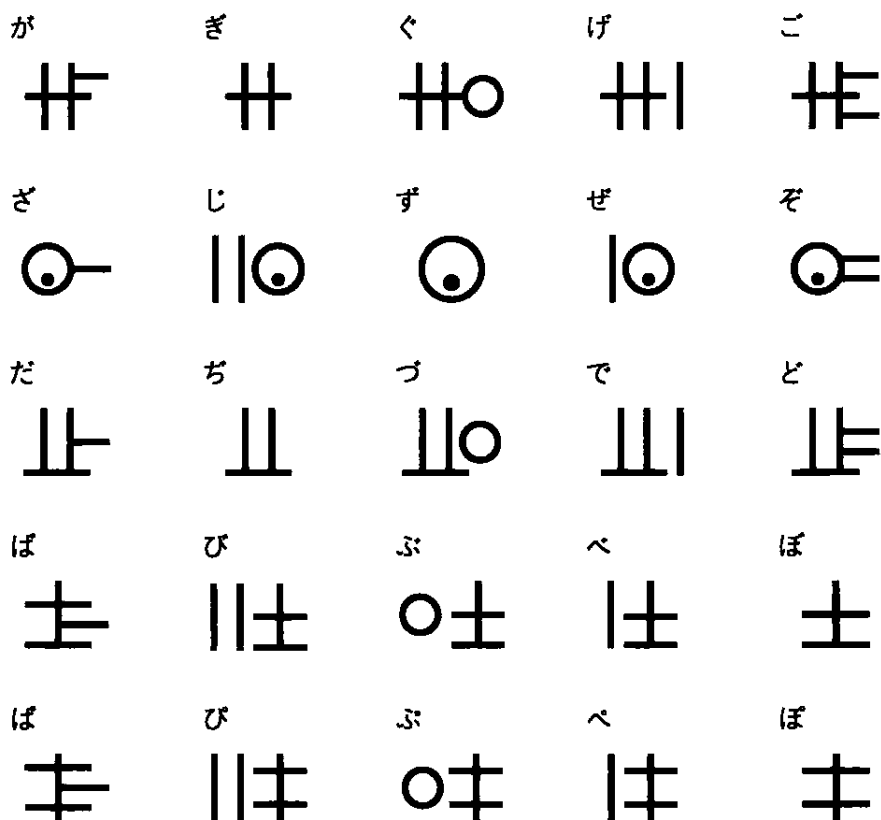 が ぎ ぐ げ ご
ざ じ ず ぜ ぞ
だ ぢ づ で ど
ば び ぶ べ ぼ
ぱ ぴ ぷ ぺ ぽ